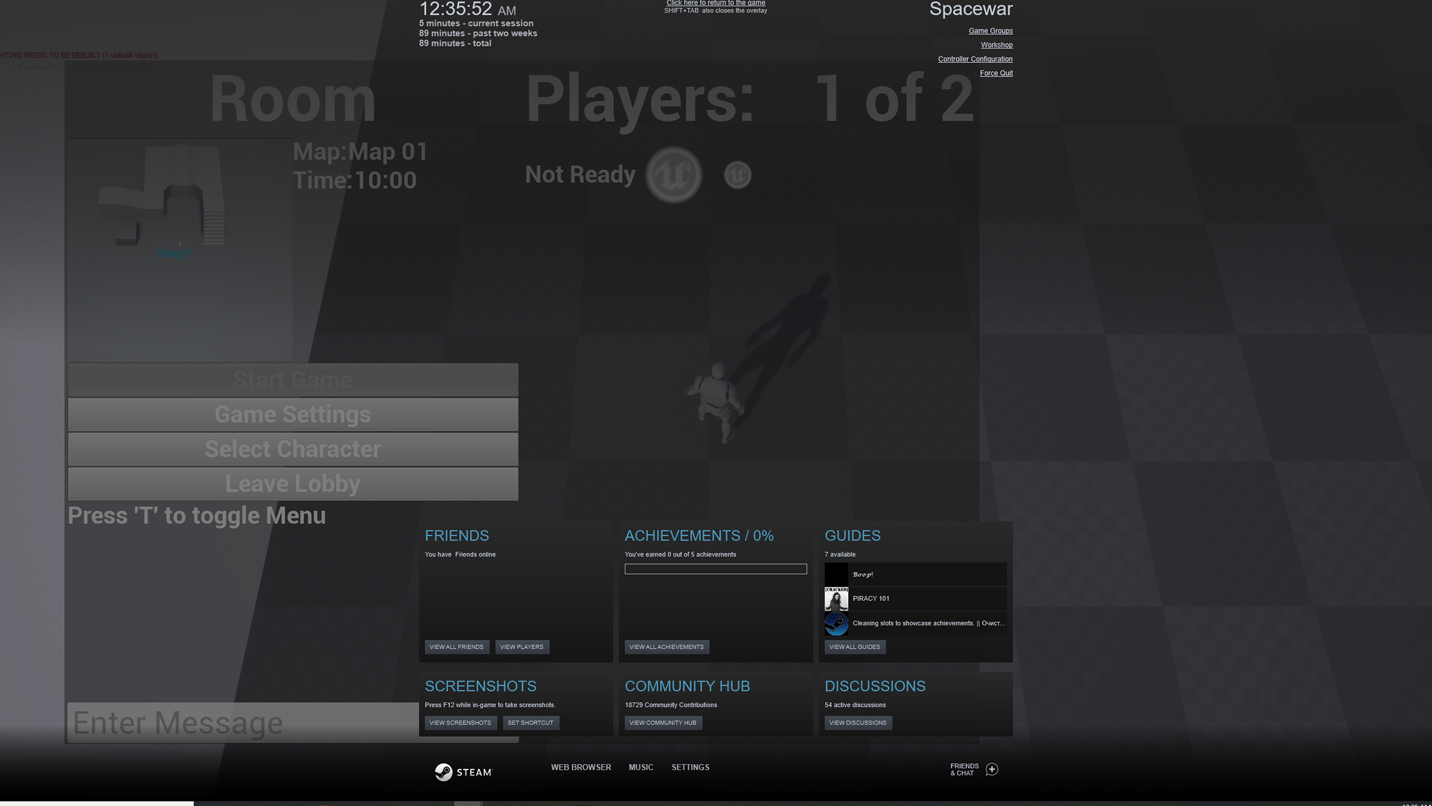 12:35:52 AM
5 minutes - current session
89 minutes - past two weeks
89 minutes - total
Click here to return to the game
SHIFT+TAB also closes the overlay
Spacewar
Game Groups
Workshop
Controller Configuration
Force Quit
HTING NEEDS TO BE REBUILT (1 unbuilt object)
Room
Players: 1 of 2
Map:Map 01
Time:10:00
Not Ready
Start Game
Game Settings
Select Character
Leave Lobby
Press 'T' to toggle Menu
Enter Message
FRIENDS
You have Friends online
VIEW ALL FRIENDS
VIEW PLAYERS
ACHIEVEMENTS / 0%
You've earned 0 out of 5 achievements
VIEW ALL ACHIEVEMENTS
GUIDES
7 available
Boop!
PIRACY 101
Cleaning slots to showcase achievements. || Очист...
VIEW ALL GUIDES
SCREENSHOTS
Press F12 while in-game to take screenshots.
VIEW SCREENSHOTS
SET SHORTCUT
COMMUNITY HUB
18729 Community Contributions
VIEW COMMUNITY HUB
DISCUSSIONS
54 active discussions
VIEW DISCUSSIONS
STEAM
WEB BROWSER
MUSIC
SETTINGS
FRIENDS
& CHAT